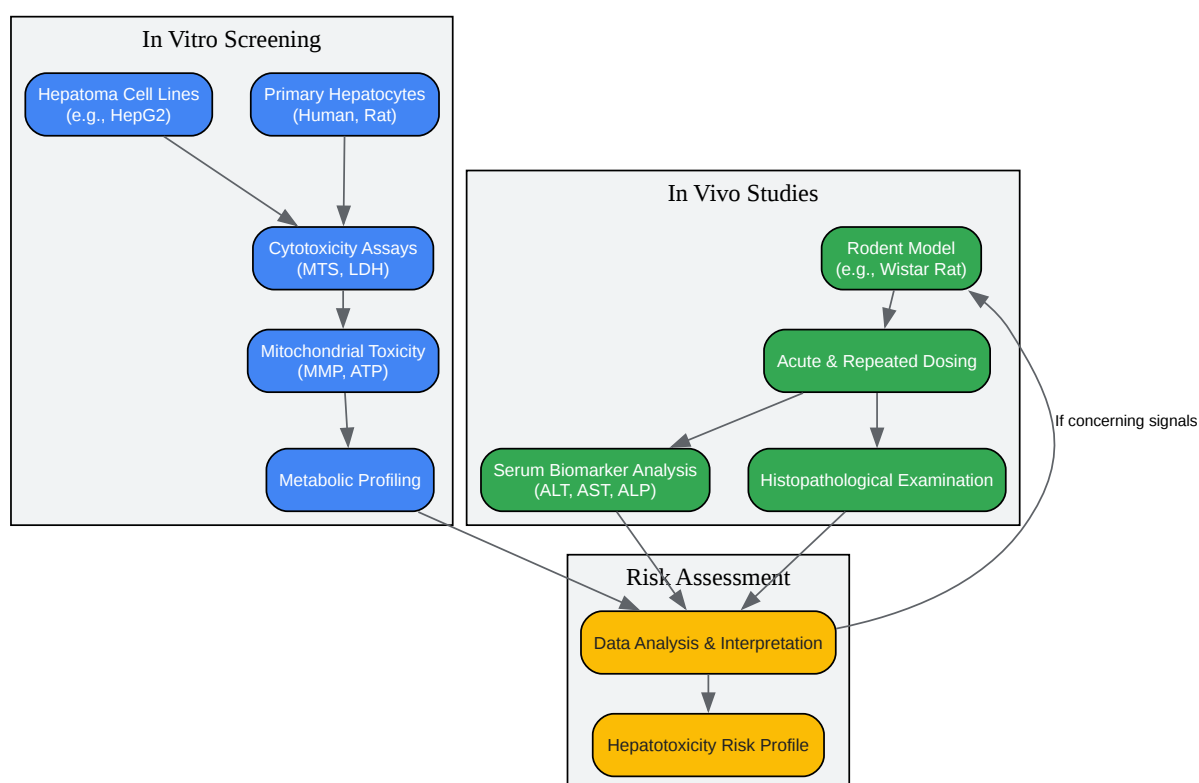 In Vitro Screening
Hepatoma Cell Lines
(e.g., HepG2)
Primary Hepatocytes
(Human, Rat)
Cytotoxicity Assays
(MTS, LDH)
Mitochondrial Toxicity
(MMP, ATP)
Metabolic Profiling
In Vivo Studies
Rodent Model
(e.g., Wistar Rat)
Acute & Repeated Dosing
Serum Biomarker Analysis
(ALT, AST, ALP)
Histopathological Examination
If concerning signals
Risk Assessment
Data Analysis & Interpretation
Hepatotoxicity Risk Profile